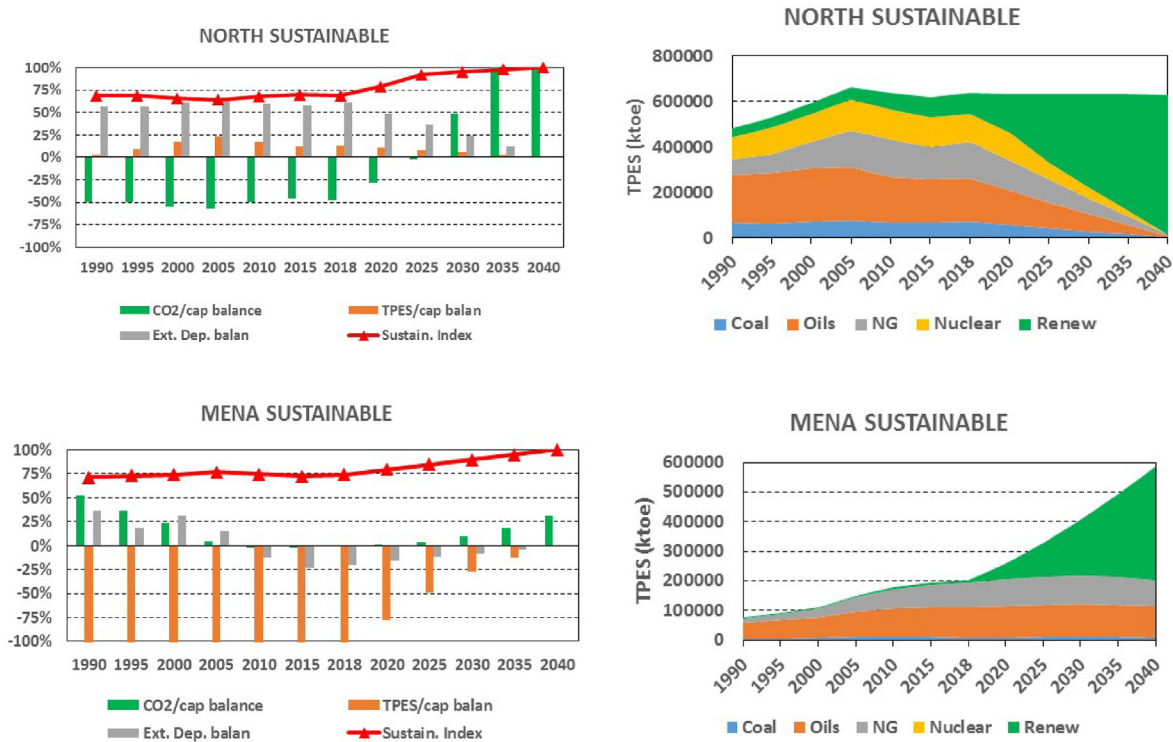 NORTH SUSTAINABLE
100%
75%
50%
25%
0%
-25%
-50%
-75%
-100%
1990 1995 2000 2005 2010 2015 2018 2020 2025 2030 2035 2040
CO2/cap balance TPES/cap balan
Ext. Dep. balan Sustain. Index
NORTH SUSTAINABLE
TPES (ktoe)
800000
600000
400000
200000
0
1990 1995 2000 2005 2010 2015 2018 2020 2025 2030 2035 2040
Coal Oils NG Nuclear Renew
MENA SUSTAINABLE
100%
75%
50%
25%
0%
-25%
-50%
-75%
-100%
1990 1995 2000 2005 2010 2015 2018 2020 2025 2030 2035 2040
CO2/cap balance TPES/cap balan
Ext. Dep. balan Sustain. Index
MENA SUSTAINABLE
TPES (ktoe)
600000
500000
400000
300000
200000
100000
0
1990 1995 2000 2005 2010 2015 2018 2020 2025 2030 2035 2040
Coal Oils NG Nuclear Renew